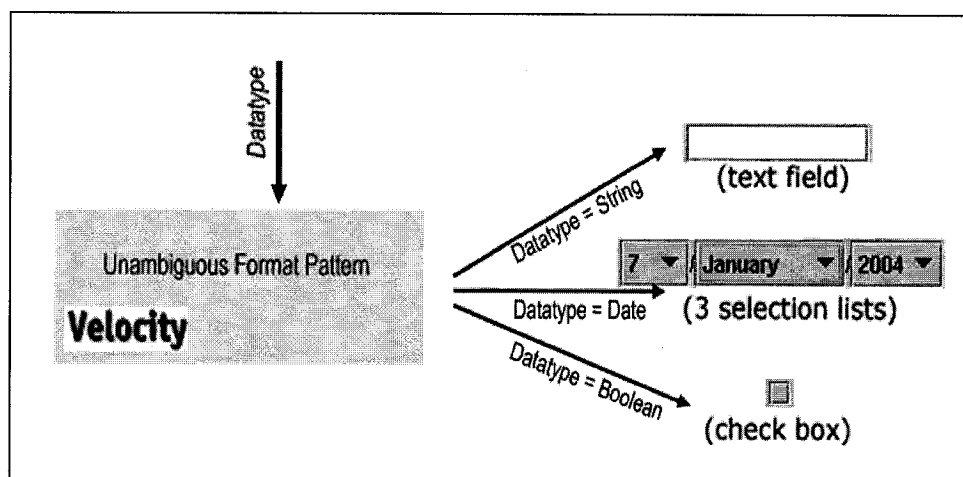 Datatype
Unambiguous Format Pattern
Velocity
Datatype = String
(text field)
Datatype = Date
7 / January / 2004
(3 selection lists)
Datatype = Boolean
(check box)